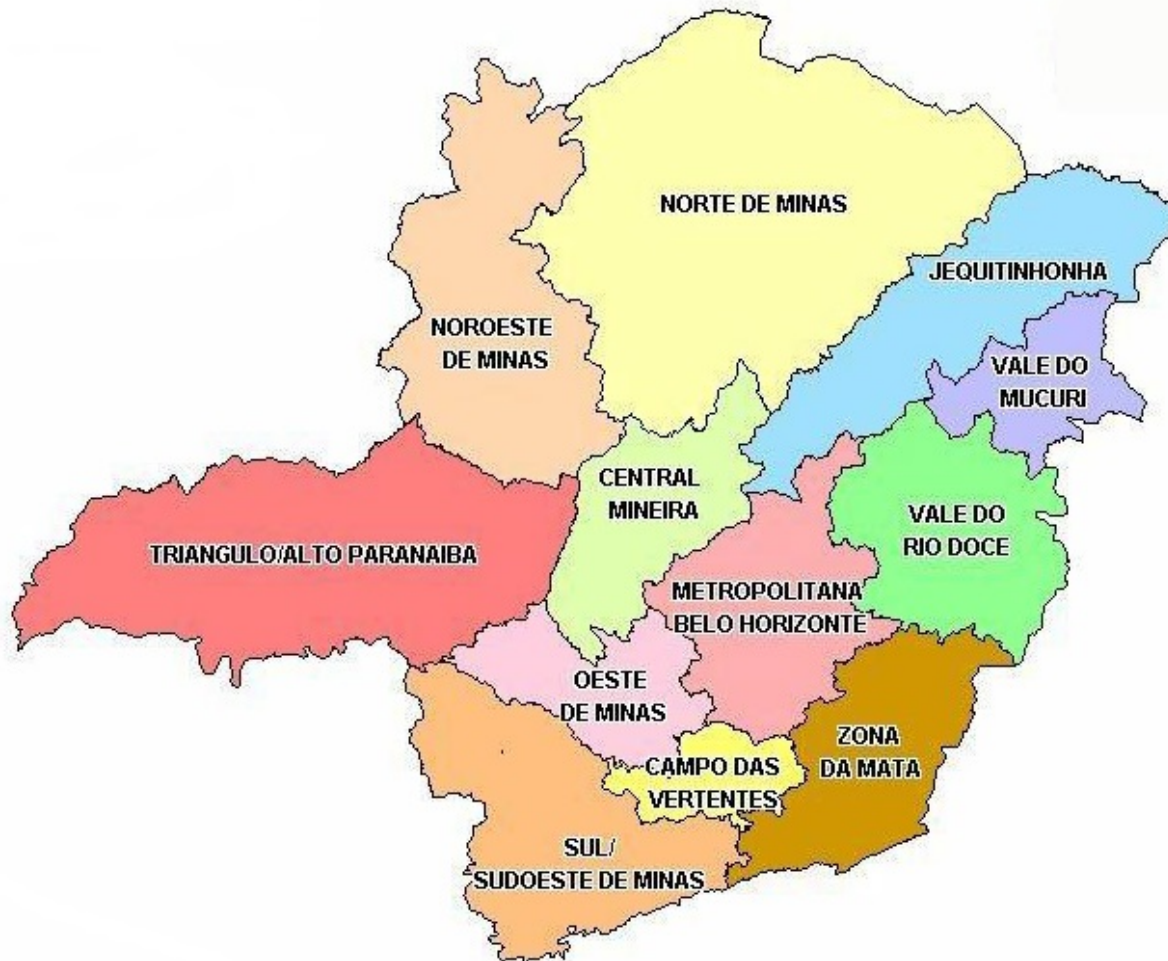 NORTE DE MINAS
JEQUITINHONHA
NOROESTE
DE MINAS
VALE DO
MUCURI
CENTRAL
MINEIRA
VALE DO
RIO DOCE
TRIANGULO/ALTO PARANAIBA
METROPOLITANA
BELO HORIZONTE
OESTE
DE MINAS
ZONA
DA MATA
CAMPO DAS
VERTENTES
SUL/
SUDOESTE DE MINAS